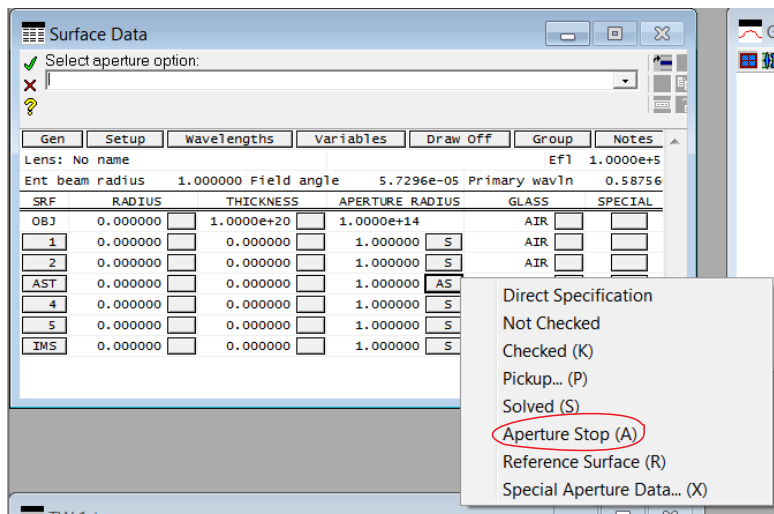 Surface Data
Select aperture option:
Gen Setup Wavelengths Variables Draw Off Group Notes
Lens: No name Efl 1.0000e+5
Ent beam radius 1.000000 Field angle 5.7296e-05 Primary wavln 0.58756
SRF RADIUS THICKNESS APERTURE RADIUS GLASS SPECIAL
OBJ 0.000000 1.0000e+20 1.0000e+14 AIR
1 0.000000 0.000000 1.000000 S AIR
2 0.000000 0.000000 1.000000 S AIR
AST 0.000000 0.000000 1.000000 AS
4 0.000000 0.000000 1.000000 S
5 0.000000 0.000000 1.000000 S
IMS 0.000000 0.000000 1.000000 S
Direct Specification
Not Checked
Checked (K)
Pickup... (P)
Solved (S)
Aperture Stop (A)
Reference Surface (R)
Special Aperture Data... (X)